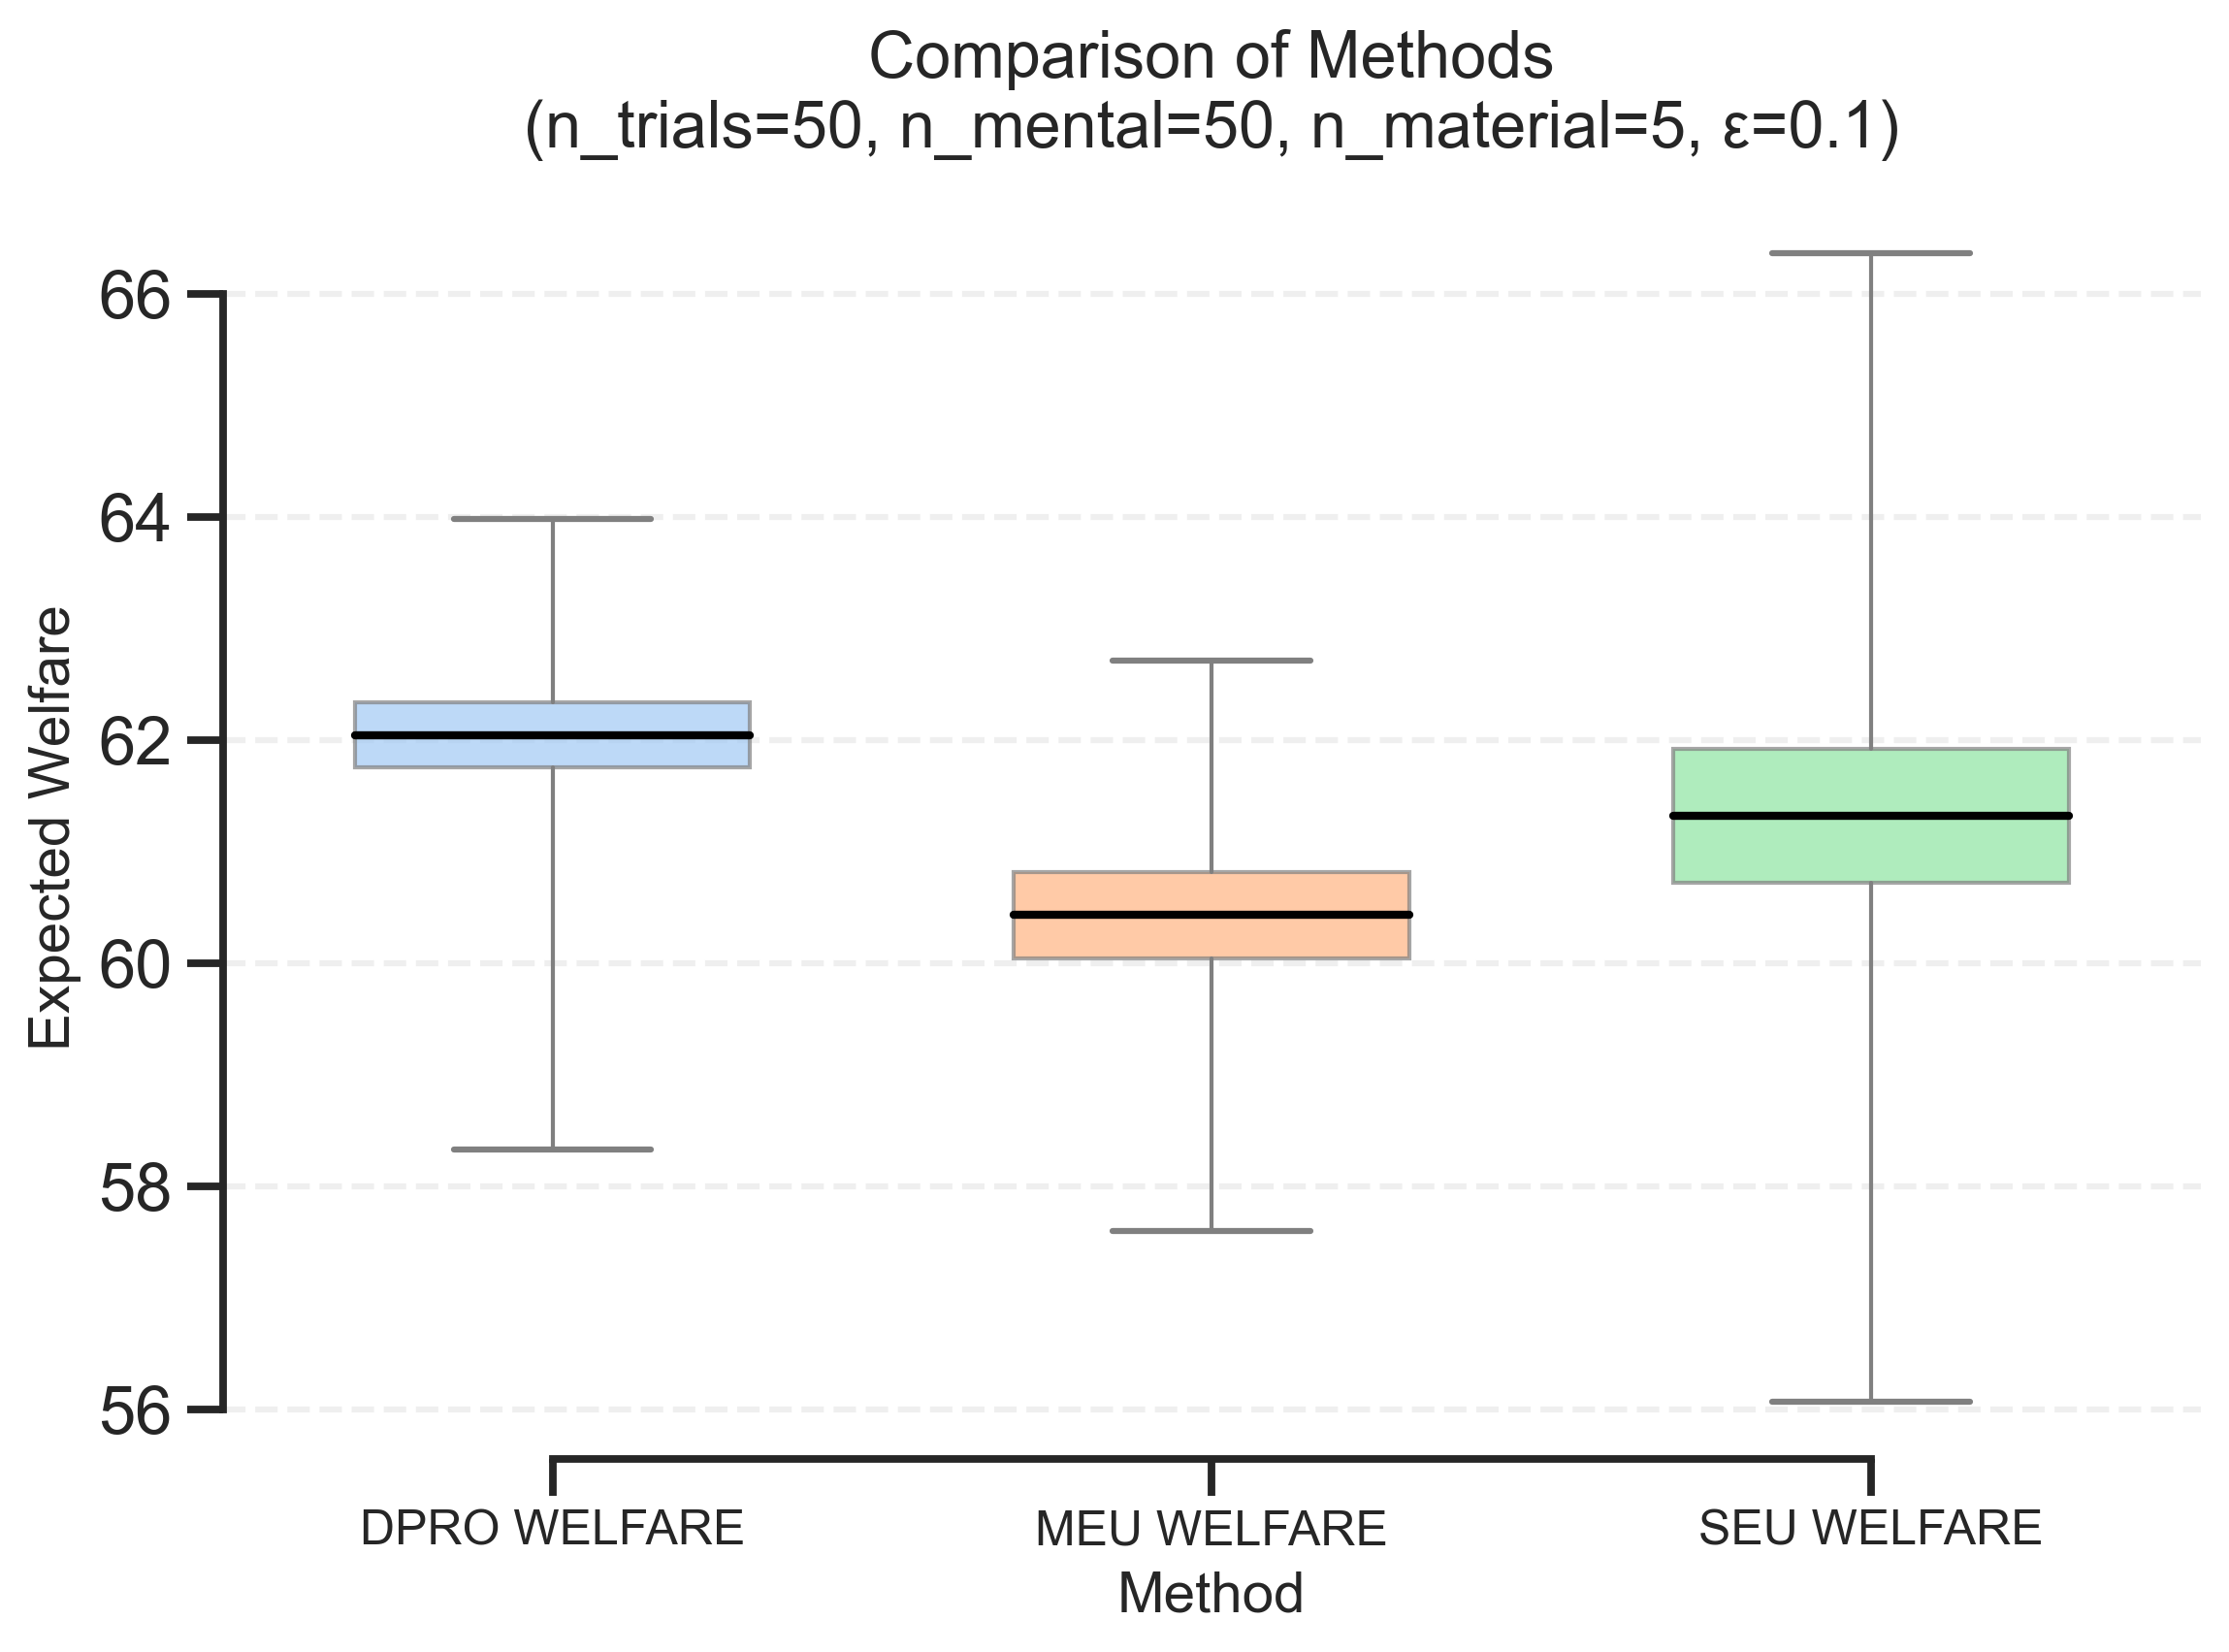 Comparison of Methods
(n_trials=50, n_mental=50, n_material=5, ε=0.1)
Expected Welfare
66
64
62
60
58
56
DPRO WELFARE
MEU WELFARE
SEU WELFARE
Method